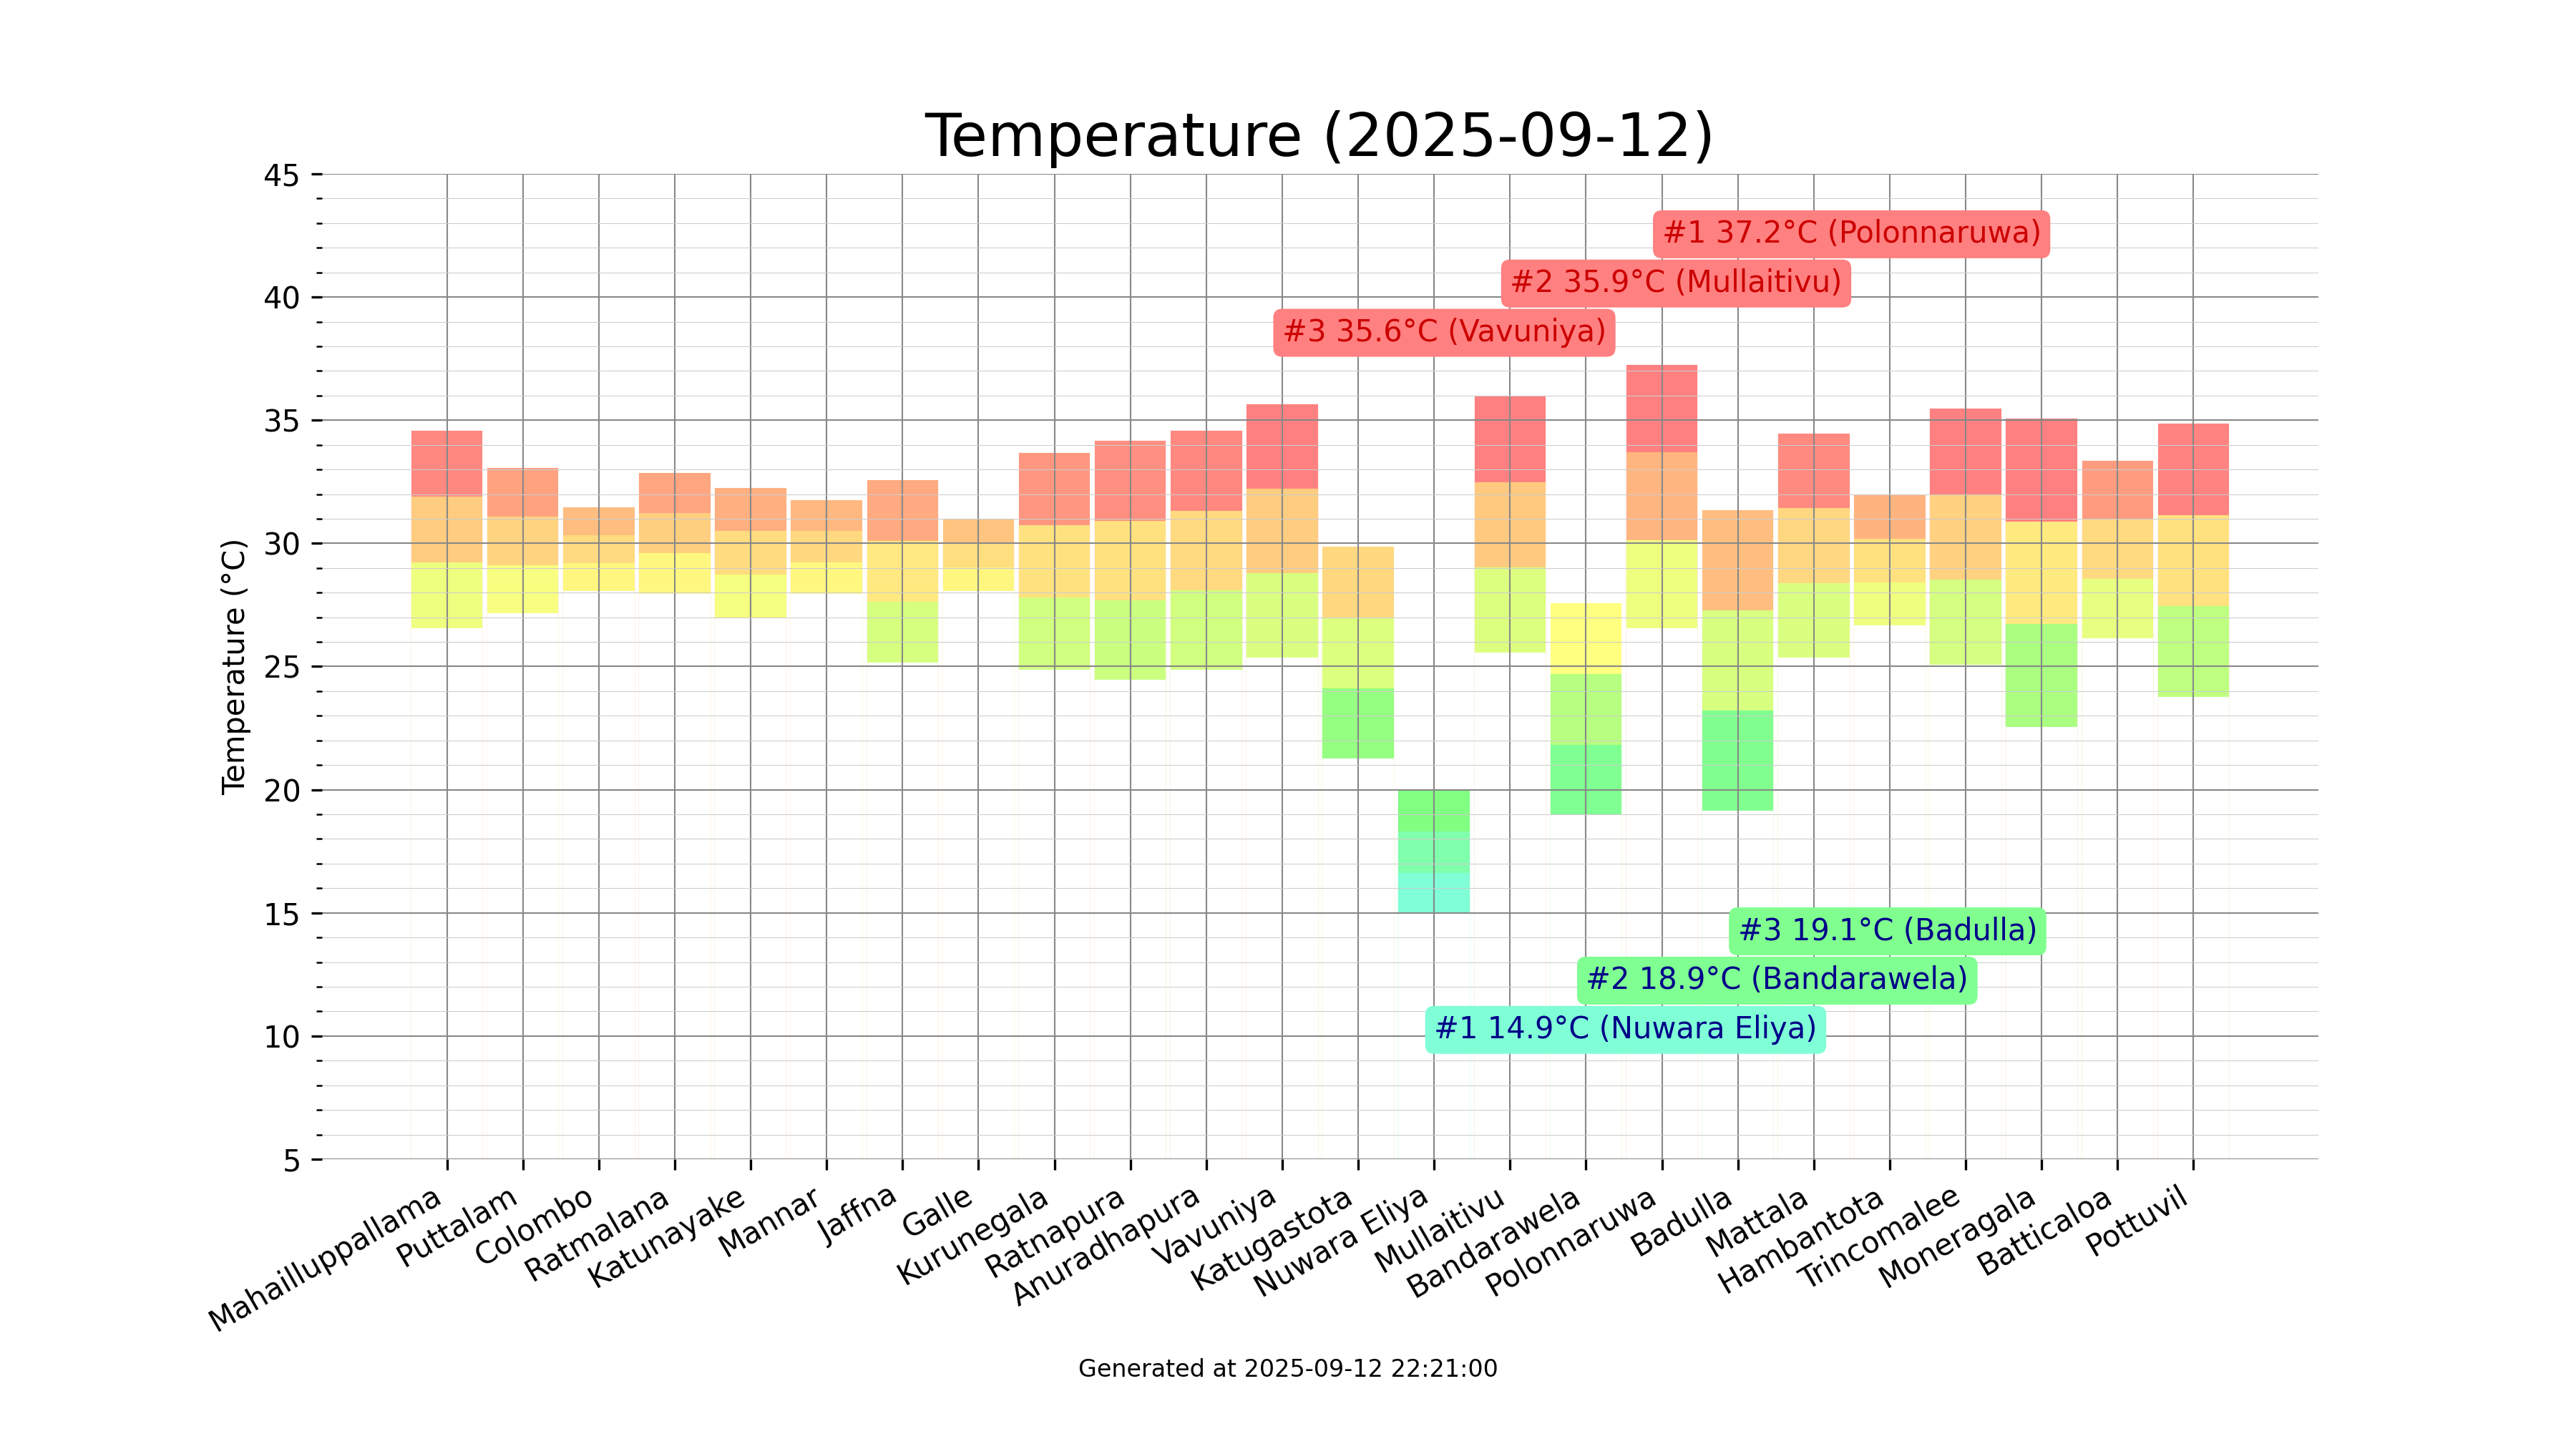 Temperature (2025-09-12)
45
40
35
30
25
20
15
10
5
Temperature (°C)
#1 37.2°C (Polonnaruwa)
#2 35.9°C (Mullaitivu)
#3 35.6°C (Vavuniya)
#3 19.1°C (Badulla)
#2 18.9°C (Bandarawela)
#1 14.9°C (Nuwara Eliya)
Mahailluppallama
Puttalam
Colombo
Ratmalana
Katunayake
Mannar
Jaffna
Galle
Kurunegala
Ratnapura
Anuradhapura
Vavuniya
Katugastota
Nuwara Eliya
Mullaitivu
Bandarawela
Polonnaruwa
Badulla
Mattala
Hambantota
Trincomalee
Moneragala
Batticaloa
Pottuvil
Generated at 2025-09-12 22:21:00